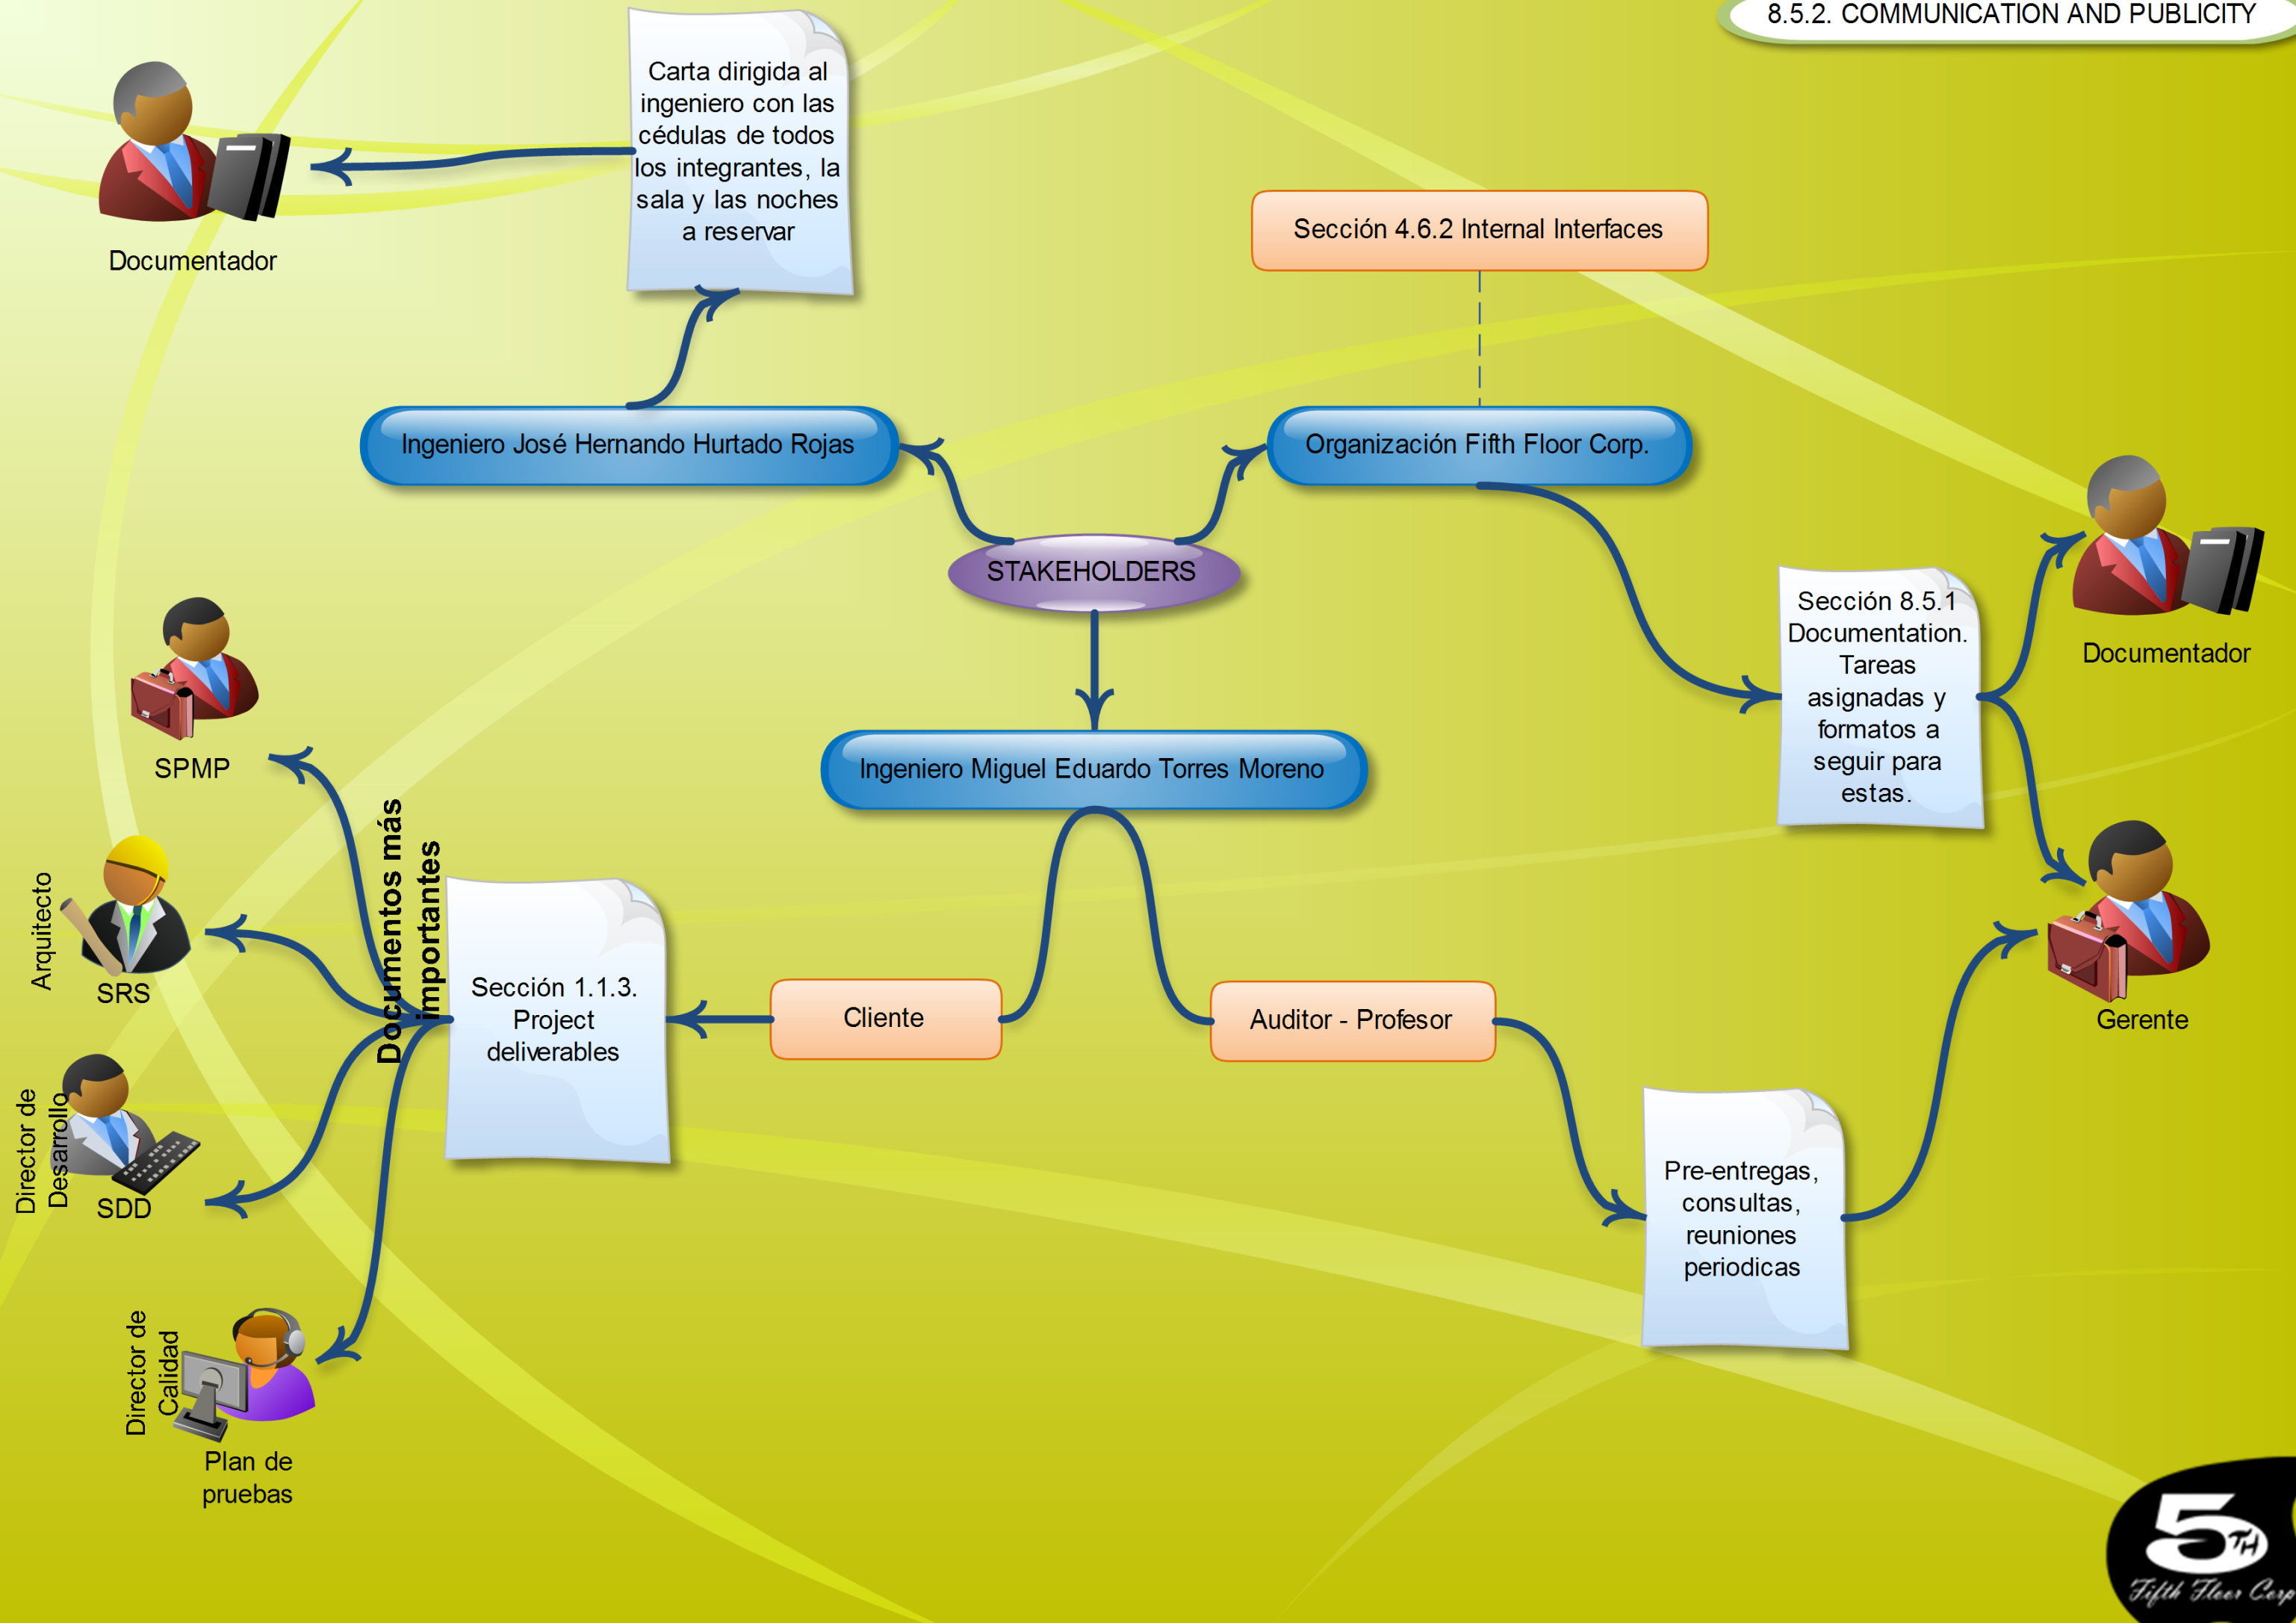 8.5.2. COMMUNICATION AND PUBLICITY
Carta dirigida al
ingeniero con las
cédulas de todos
los integrantes, la
sala y las noches
a reservar
Documentador
Sección 4.6.2 Internal Interfaces
Ingeniero José Hernando Hurtado Rojas
Organización Fifth Floor Corp.
STAKEHOLDERS
Sección 8.5.1
Documentation.
Tareas
asignadas y
formatos a
seguir para
estas.
Documentador
SPMP
Ingeniero Miguel Eduardo Torres Moreno
Documentos más
importantes
Arquitecto
SRS
Sección 1.1.3.
Project
deliverables
Cliente
Auditor - Profesor
Gerente
Director de
Desarrollo
SDD
Pre-entregas,
consultas,
reuniones
periodicas
Director de
Calidad
Plan de
pruebas
5TH
Fifth Floor Corp